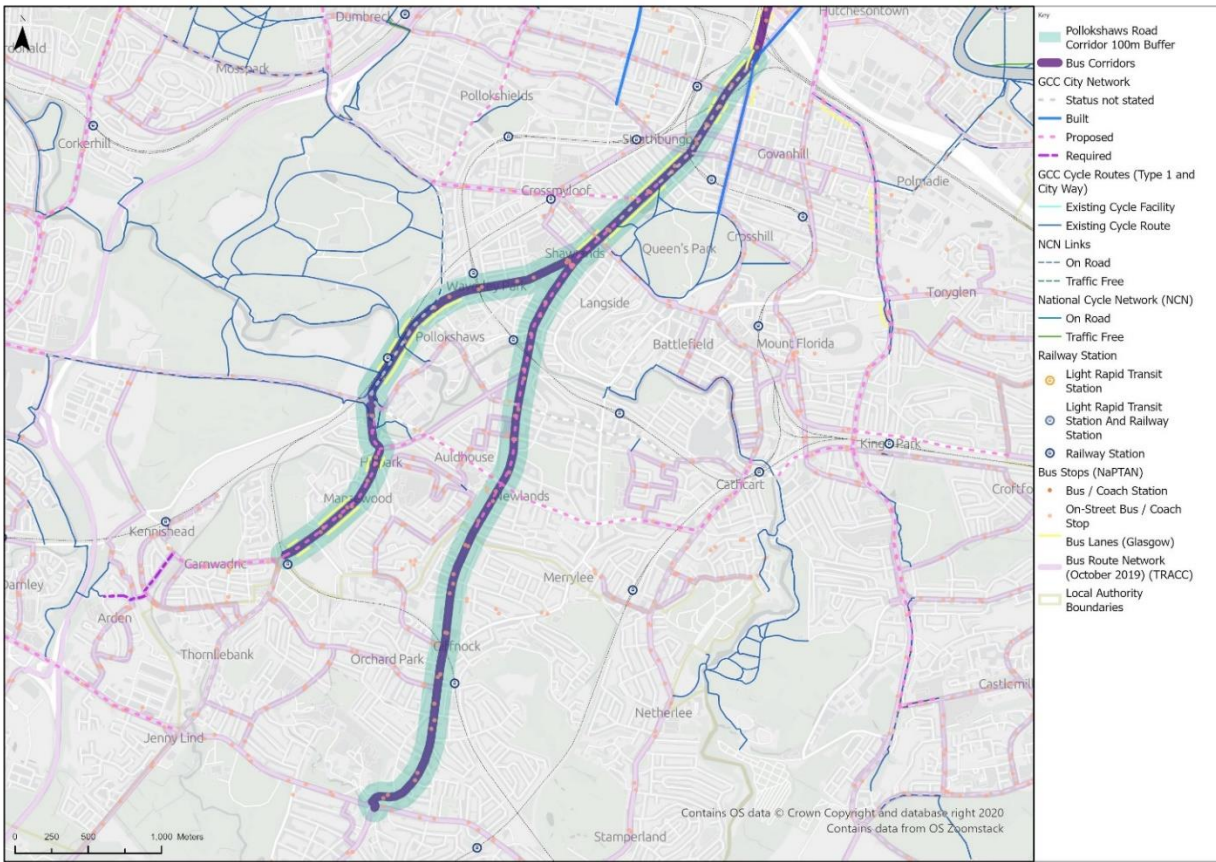 Dumbreck
Hutchesontown
Mosspark
Pollokshields
Corkerhill
Strathbungo
Govanhill
Polmadie
Crossmyloof
Shawlands
Queen's Park
Crosshill
Langside
Toryglen
Pollokshaws
Battlefield
Mount Florida
King's Park
Auldhouse
Cathcart
Newlands
Kennishead
Carnwadric
Merrylee
Arden
Thornliebank
Orchard Park
Netherlee
Jenny Lind
Stamperland
0 250 500 1,000 Meters
Contains OS data © Crown Copyright and database right 2020
Contains data from OS Zoomstack
Key
Pollokshaws Road
Corridor 100m Buffer
Bus Corridors
GCC City Network
Status not stated
Built
Proposed
Required
GCC Cycle Routes (Type 1 and
City Way)
Existing Cycle Facility
Existing Cycle Route
NCN Links
On Road
Traffic Free
National Cycle Network (NCN)
On Road
Traffic Free
Railway Station
Light Rapid Transit
Station
Light Rapid Transit
Station And Railway
Station
Railway Station
Bus Stops (NaPTAN)
Bus / Coach Station
On-Street Bus / Coach
Stop
Bus Lanes (Glasgow)
Bus Route Network
(October 2019) (TRACC)
Local Authority
Boundaries